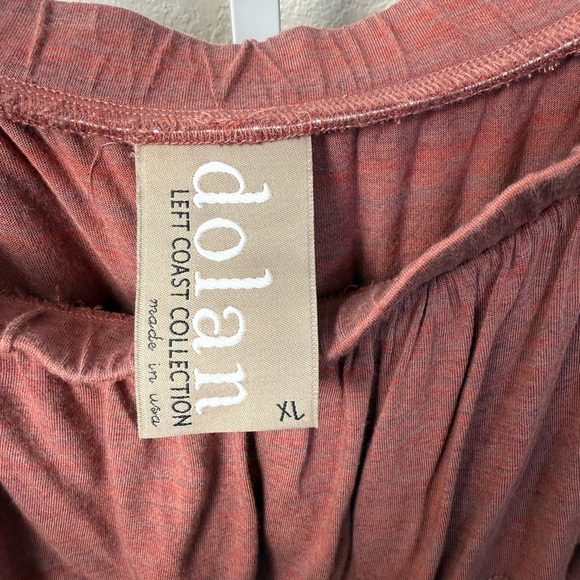 dolan
LEFT COAST COLLECTION
made in usa
XL